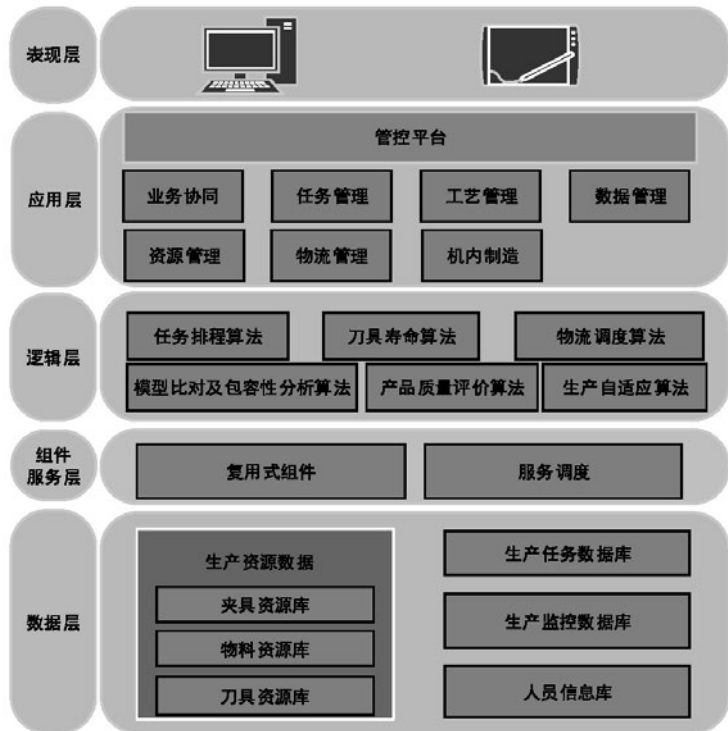 表现层
应用层
管控平台
业务协同
任务管理
工艺管理
数据管理
资源管理
物流管理
机内制造
逻辑层
任务排程算法
刀具寿命算法
物流调度算法
模型比对及包容性分析算法
产品质量评价算法
生产自适应算法
组件
服务层
复用式组件
服务调度
数据层
生产资源数据
夹具资源库
物料资源库
刀具资源库
生产任务数据库
生产监控数据库
人员信息库